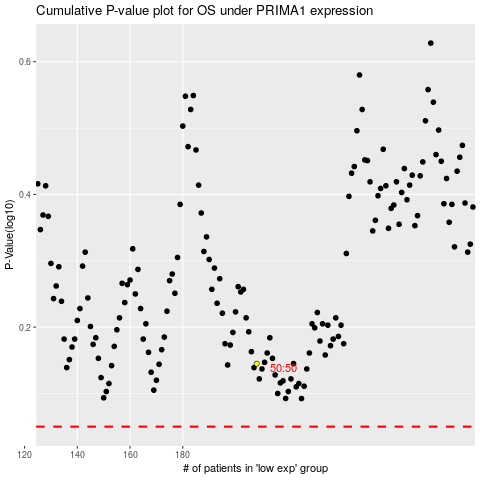 Cumulative P-value plot for OS under PRIMA1 expression
P-Value(log10)
0.6
0.4
0.2
50:50
120 140 160 180
# of patients in 'low exp' group